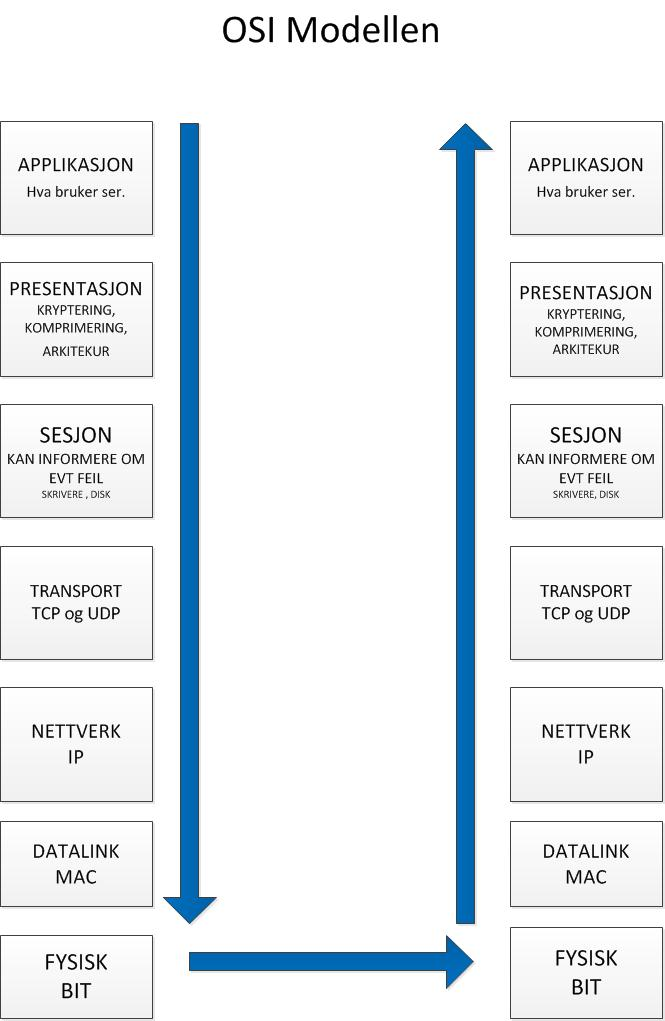 OSI Modellen
APPLIKASJON
Hva bruker ser.
PRESENTASJON
KRYPTERING,
KOMPRIMERING,
ARKITEKUR
SESJON
KAN INFORMERE OM
EVT FEIL
SKRIVERE , DISK
TRANSPORT
TCP og UDP
NETTVERK
IP
DATALINK
MAC
FYSISK
BIT
APPLIKASJON
Hva bruker ser.
PRESENTASJON
KRYPTERING,
KOMPRIMERING,
ARKITEKUR
SESJON
KAN INFORMERE OM
EVT FEIL
SKRIVERE, DISK
TRANSPORT
TCP og UDP
NETTVERK
IP
DATALINK
MAC
FYSISK
BIT